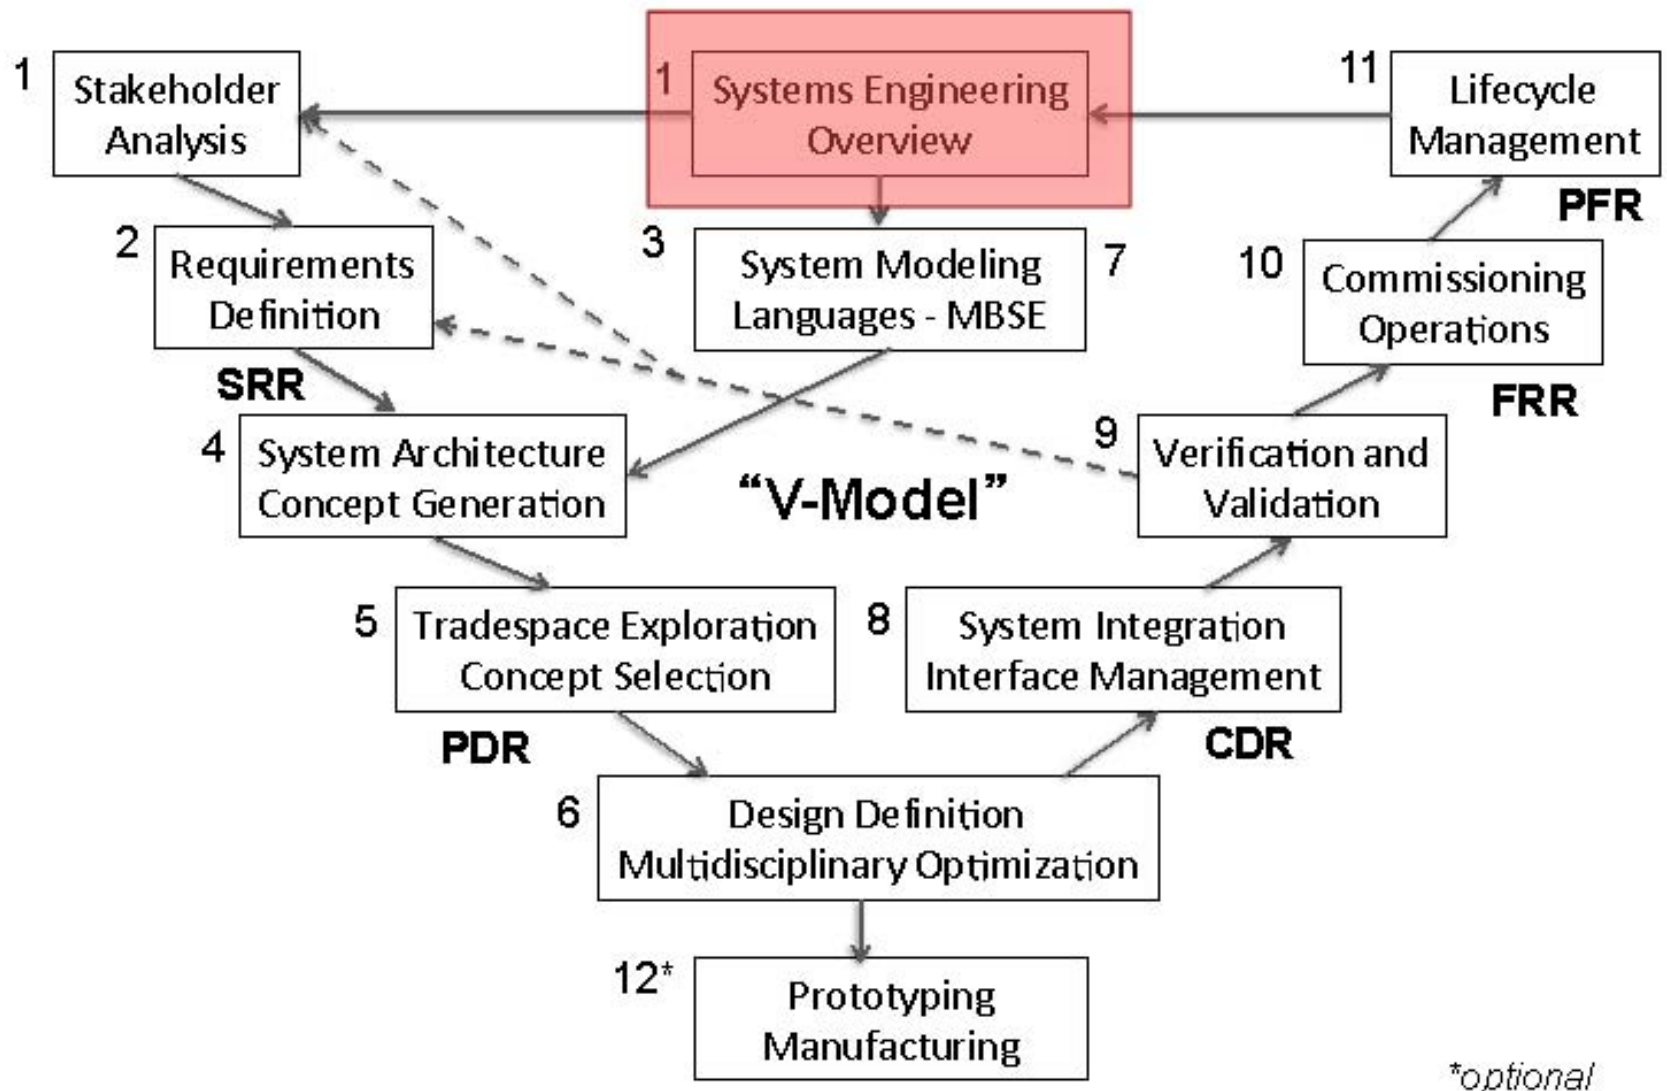 1
Stakeholder
Analysis
1
Systems Engineering
Overview
11
Lifecycle
Management
PFR
2
Requirements
Definition
SRR
3
System Modeling
Languages - MBSE
7
10
Commissioning
Operations
FRR
4
System Architecture
Concept Generation
“V-Model”
9
Verification and
Validation
5
Tradespace Exploration
Concept Selection
PDR
8
System Integration
Interface Management
CDR
6
Design Definition
Multidisciplinary Optimization
12*
Prototyping
Manufacturing
*optional